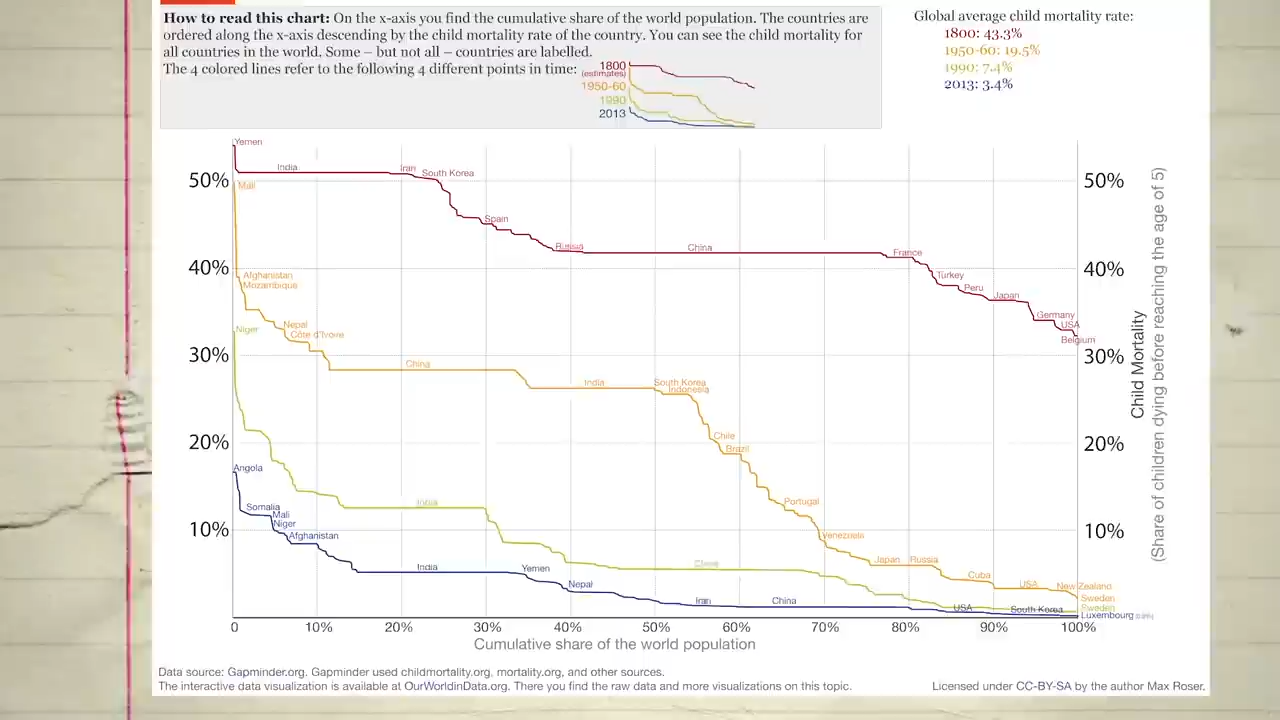 How to read this chart: On the x-axis you find the cumulative share of the world population. The countries are
ordered along the x-axis descending by the child mortality rate of the country. You can see the child mortality for
all countries in the world. Some – but not all – countries are labelled.
The 4 colored lines refer to the following 4 different points in time:
1800
(estimates)
1950-60
1990
2013
Global average child mortality rate:
1800: 43.3%
1950-60: 19.5%
1990: 7.4%
2013: 3.4%
Yemen
India
Iran
South Korea
Spain
Russia
China
France
Turkey
Peru
Japan
Germany
USA
Belgium
Mali
Afghanistan
Mozambique
Nepal
Côte d'Ivoire
China
India
South Korea
Indonesia
Chile
Brazil
Portugal
Venezuela
Japan
Russia
Cuba
USA
New Zealand
Sweden
Niger
India
China
Sweden
Angola
Somalia
Mali
Niger
Afghanistan
India
Yemen
Nepal
Iran
China
USA
South Korea
Luxembourg
50%
40%
30%
20%
10%
50%
40%
30%
20%
10%
Child Mortality
(Share of children dying before reaching the age of 5)
0 10% 20% 30% 40% 50% 60% 70% 80% 90% 100%
Cumulative share of the world population
Data source: Gapminder.org. Gapminder used childmortality.org, mortality.org, and other sources.
The interactive data visualization is available at OurWorldinData.org. There you find the raw data and more visualizations on this topic.
Licensed under CC-BY-SA by the author Max Roser.